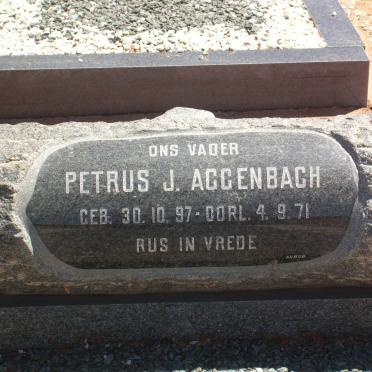 ONS VADER
PETRUS J. AGGENBACH
GEB. 30. 10. 97 - OORL. 4. 9. 71
RUS IN VREDE